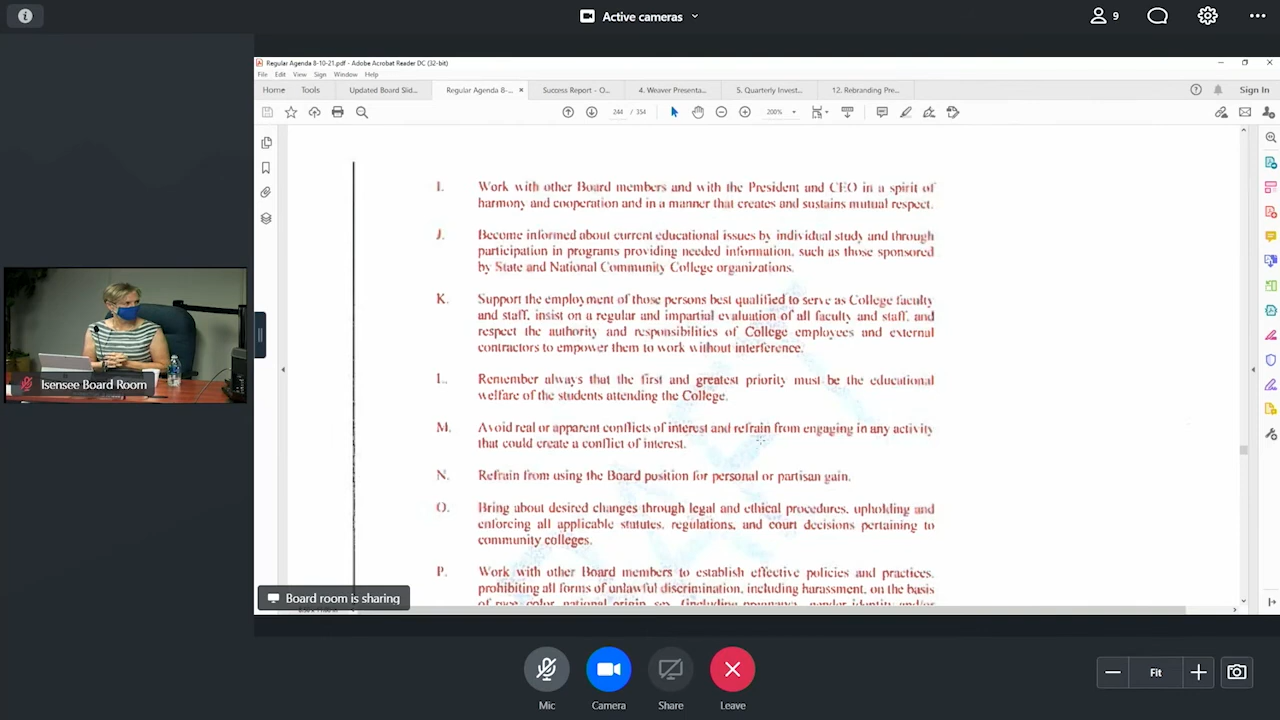 Active cameras
9
Regular Agenda 8-10-21.pdf - Adobe Acrobat Reader DC (32-bit)
File Edit View Sign Window Help
Home Tools Updated Board Slid... Regular Agenda 8-... Success Report - O... 4. Weaver Presenta... 5. Quarterly Invest... 12. Rebranding Pre... Sign In
244 / 354 200%
I. Work with other Board members and with the President and CEO in a spirit of
harmony and cooperation and in a manner that creates and sustains mutual respect.
J. Become informed about current educational issues by individual study and through
participation in programs providing needed information, such as those sponsored
by State and National Community College organizations.
K. Support the employment of those persons best qualified to serve as College faculty
and staff, insist on a regular and impartial evaluation of all faculty and staff, and
respect the authority and responsibilities of College employees and external
contractors to empower them to work without interference.
L. Remember always that the first and greatest priority must be the educational
welfare of the students attending the College.
M. Avoid real or apparent conflicts of interest and refrain from engaging in any activity
that could create a conflict of interest.
N. Refrain from using the Board position for personal or partisan gain.
O. Bring about desired changes through legal and ethical procedures, upholding and
enforcing all applicable statutes, regulations, and court decisions pertaining to
community colleges.
P. Work with other Board members to establish effective policies and practices,
prohibiting all forms of unlawful discrimination, including harassment, on the basis
of race, color, national origin, sex, (including pregnancy, gender identity and/or
Isensee Board Room
Board room is sharing
Mic Camera Share Leave
Fit